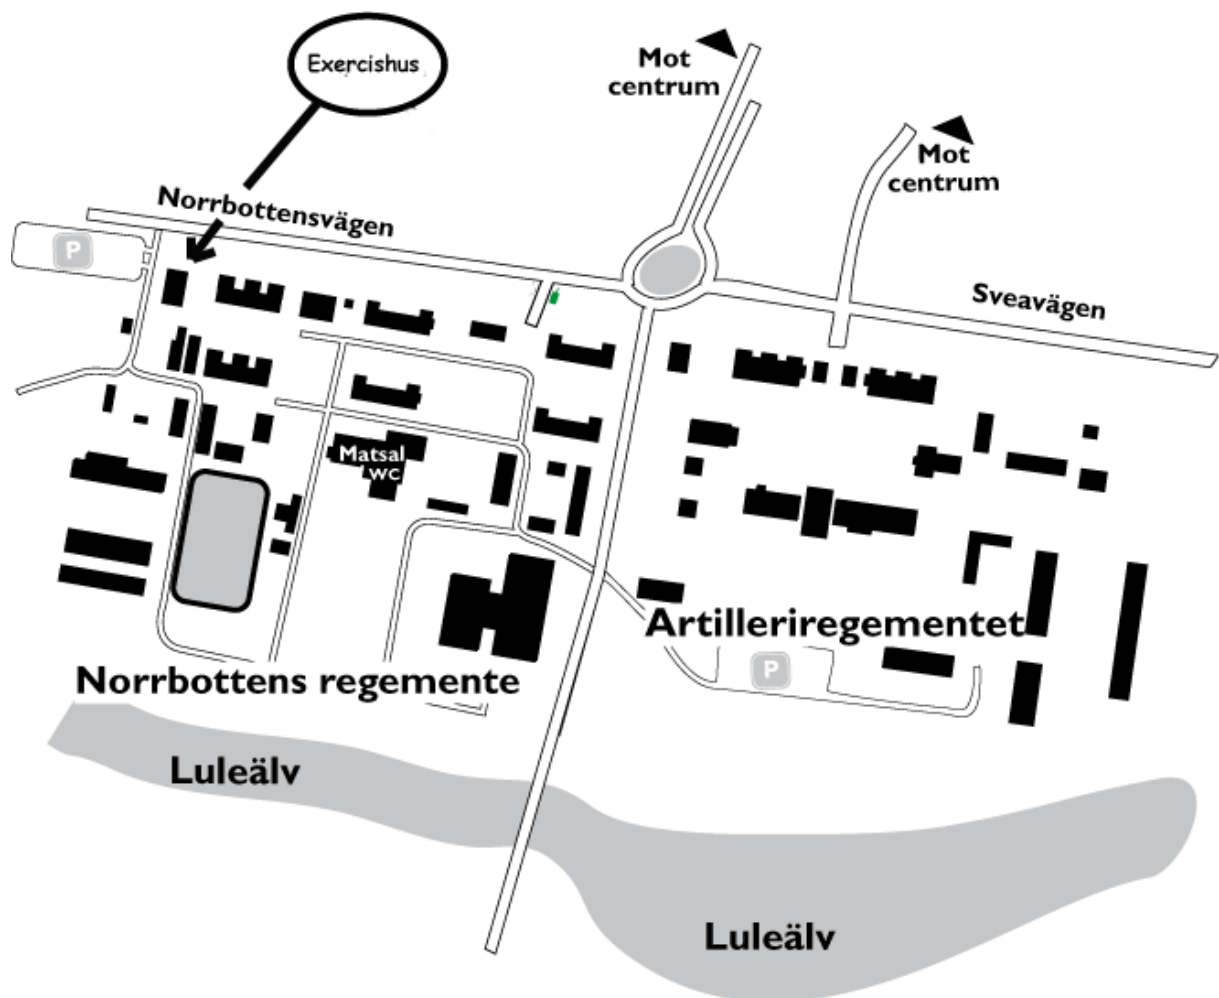 Exercishus
Mot
centrum
Mot
centrum
Norrbottensvägen
P
Sveavägen
Matsal
WC
Artilleriregementet
P
Norrbottens regemente
Luleälv
Luleälv